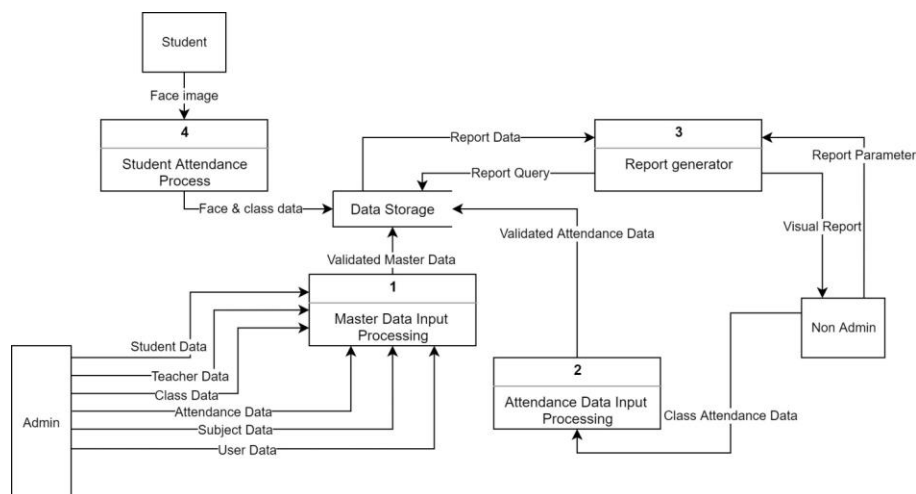 Student
Face image
4
Student Attendance
Process
Face & class data
Data Storage
Report Data
Report Query
3
Report generator
Report Parameter
Visual Report
Validated Attendance Data
Validated Master Data
1
Master Data Input
Processing
Non Admin
Student Data
Teacher Data
Class Data
Attendance Data
Subject Data
User Data
Admin
2
Attendance Data Input
Processing
Class Attendance Data